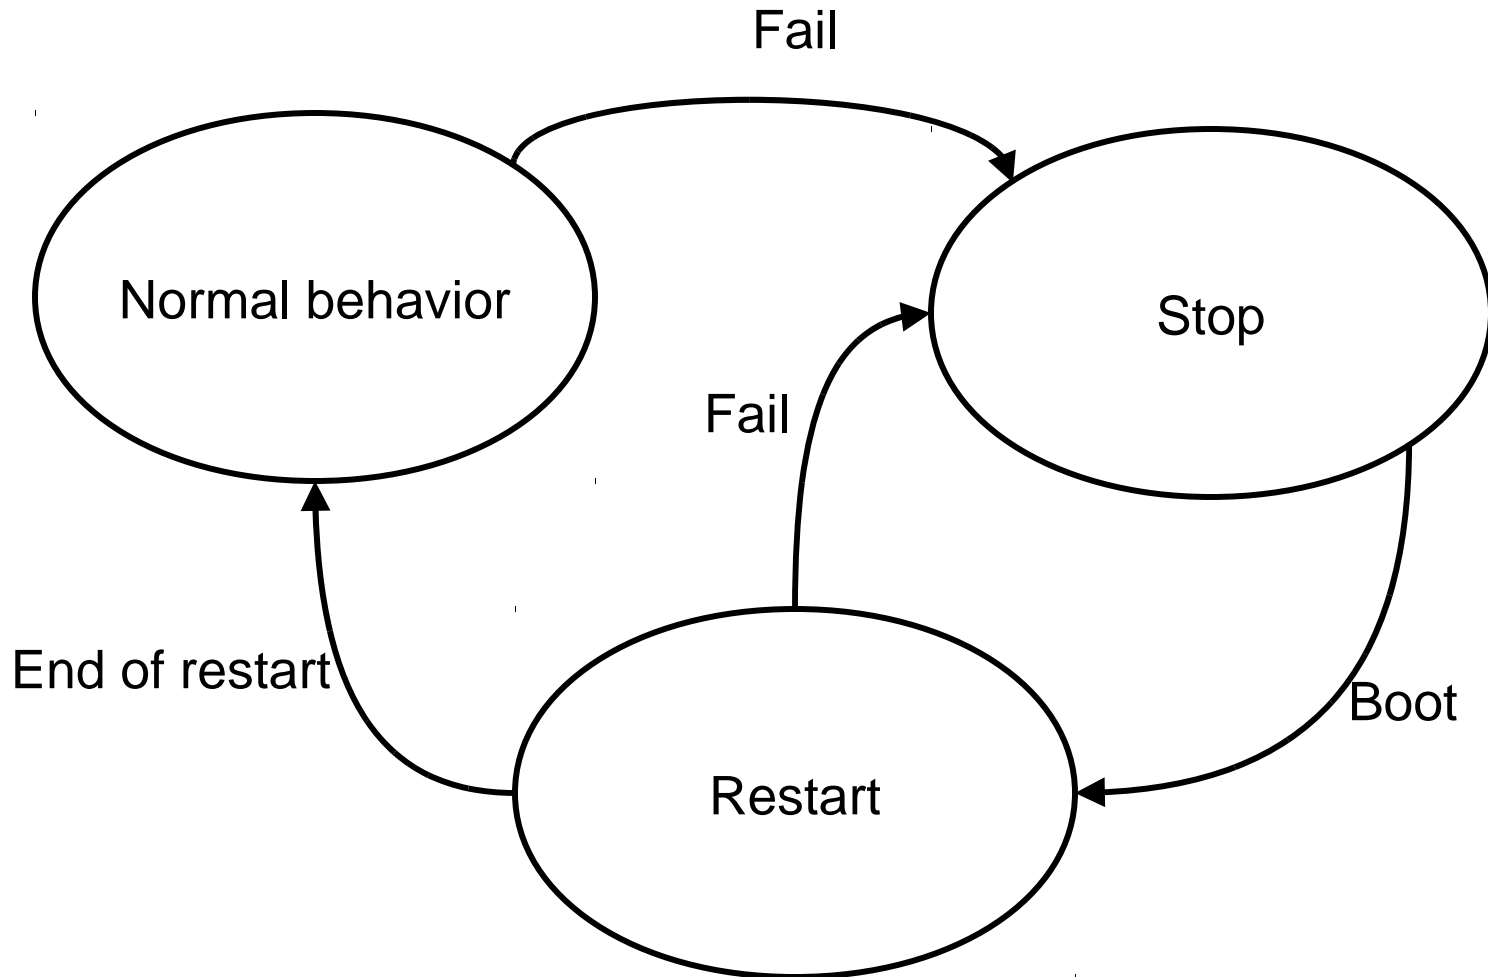 Fail
Normal behavior
Stop
Fail
End of restart
Boot
Restart